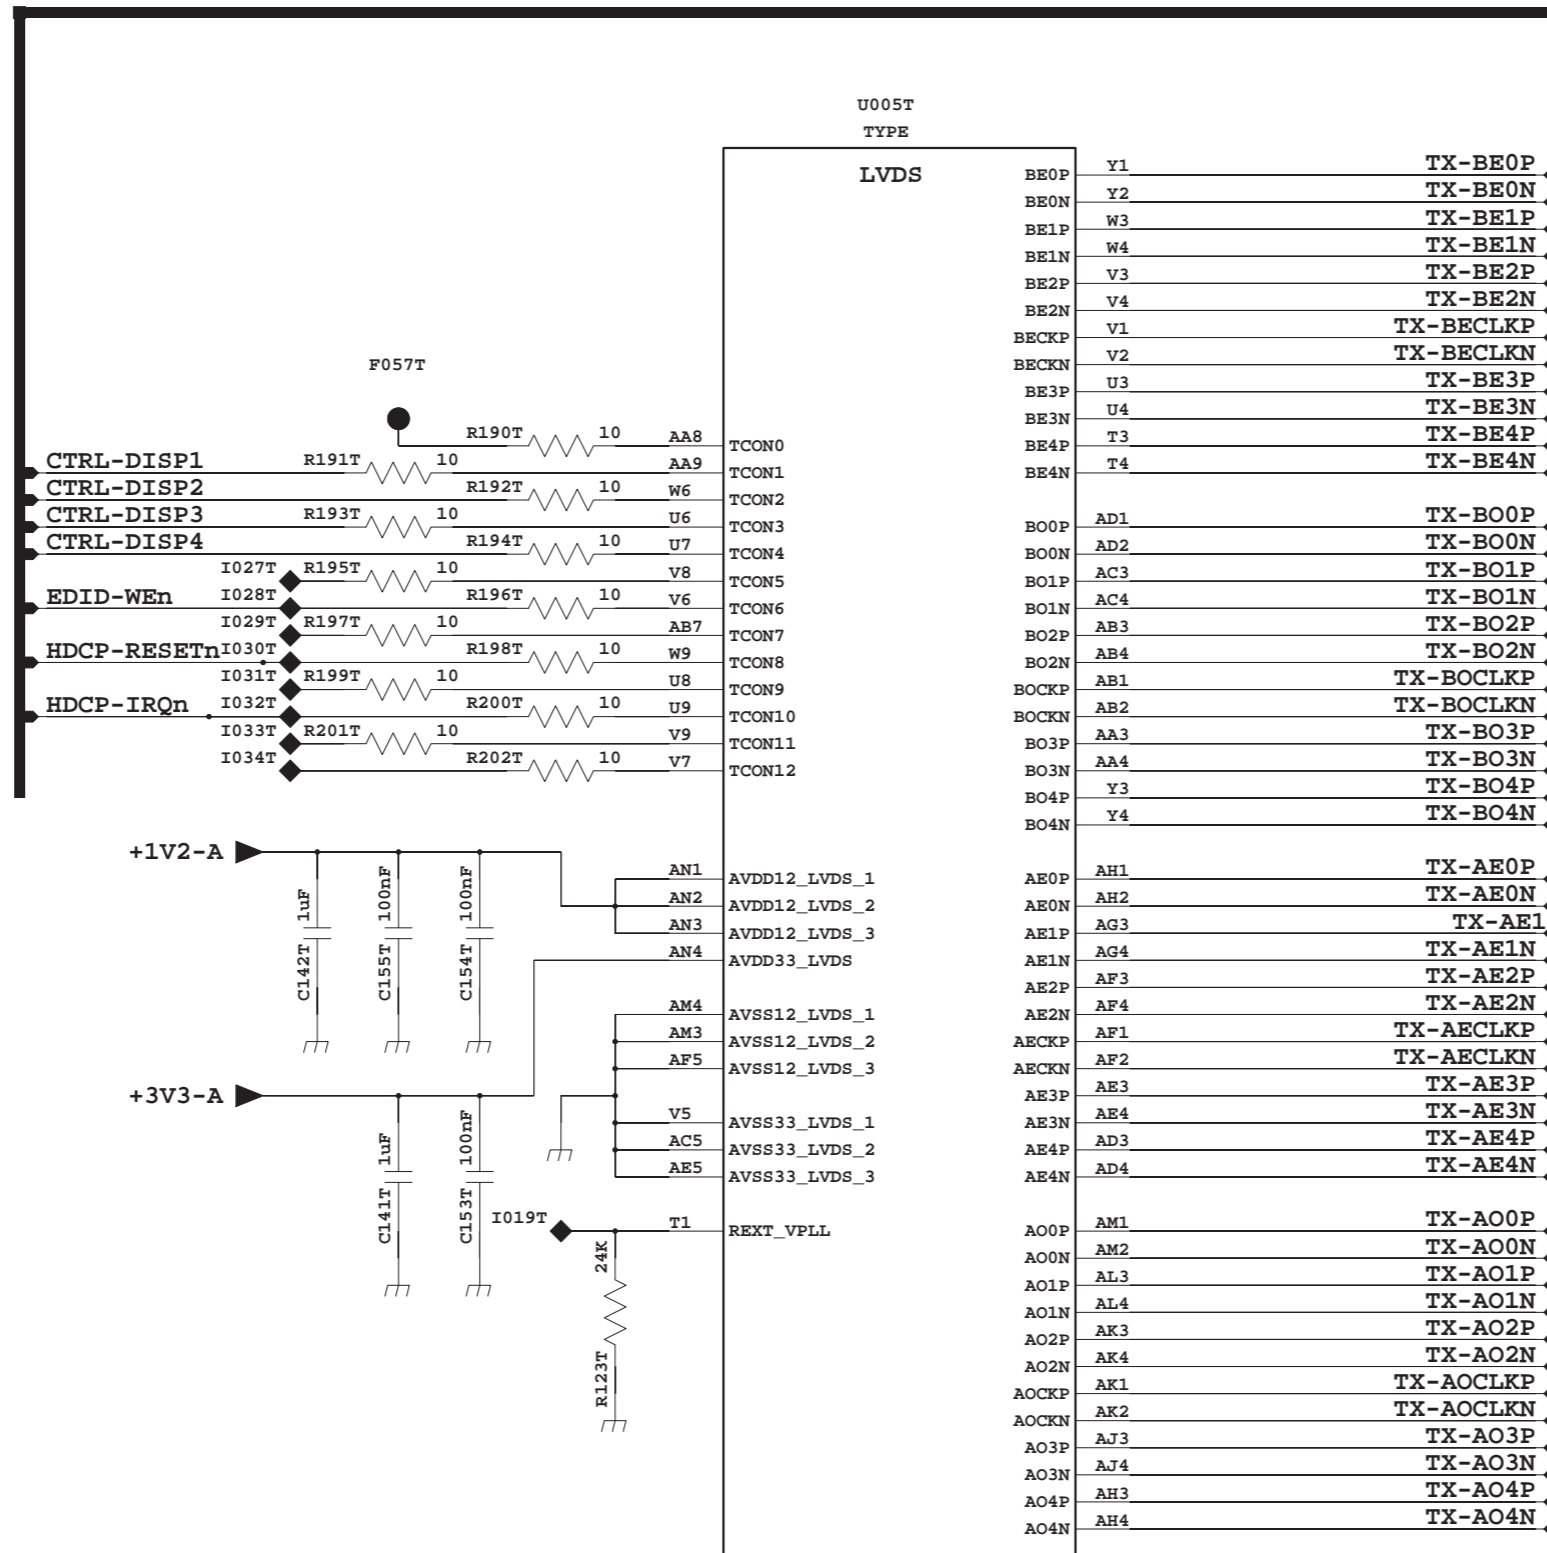 U005T
TYPE
LVDS
BE0P Y1 TX-BE0P
BE0N Y2 TX-BE0N
BE1P W3 TX-BE1P
BE1N W4 TX-BE1N
BE2P V3 TX-BE2P
BE2N V4 TX-BE2N
BECKP V1 TX-BECLKP
BECKN V2 TX-BECLKN
BE3P U3 TX-BE3P
BE3N U4 TX-BE3N
BE4P T3 TX-BE4P
BE4N T4 TX-BE4N
F057T
R190T 10 AA8 TCON0
CTRL-DISP1 R191T 10 AA9 TCON1
CTRL-DISP2 R192T 10 W6 TCON2
CTRL-DISP3 R193T 10 U6 TCON3
CTRL-DISP4 R194T 10 U7 TCON4
I027T R195T 10 V8 TCON5
EDID-WEn I028T R196T 10 V6 TCON6
I029T R197T 10 AB7 TCON7
HDCP-RESETn I030T R198T 10 W9 TCON8
I031T R199T 10 U8 TCON9
HDCP-IRQn I032T R200T 10 U9 TCON10
I033T R201T 10 V9 TCON11
I034T R202T 10 V7 TCON12
BO0P AD1 TX-BO0P
BO0N AD2 TX-BO0N
BO1P AC3 TX-BO1P
BO1N AC4 TX-BO1N
BO2P AB3 TX-BO2P
BO2N AB4 TX-BO2N
BOCKP AB1 TX-BOCLKP
BOCKN AB2 TX-BOCLKN
BO3P AA3 TX-BO3P
BO3N AA4 TX-BO3N
BO4P Y3 TX-BO4P
BO4N Y4 TX-BO4N
+1V2-A
C142T 1uF
C155T 100nF
C154T 100nF
AN1 AVDD12_LVDS_1
AN2 AVDD12_LVDS_2
AN3 AVDD12_LVDS_3
AN4 AVDD33_LVDS
AM4 AVSS12_LVDS_1
AM3 AVSS12_LVDS_2
AF5 AVSS12_LVDS_3
+3V3-A
C141T 1uF
C153T 100nF
V5 AVSS33_LVDS_1
AC5 AVSS33_LVDS_2
AE5 AVSS33_LVDS_3
I019T T1 REXT_VPLL
R123T 24K
AE0P AH1 TX-AE0P
AE0N AH2 TX-AE0N
AE1P AG3 TX-AE1
AE1N AG4 TX-AE1N
AE2P AF3 TX-AE2P
AE2N AF4 TX-AE2N
AECKP AF1 TX-AECLKP
AECKN AF2 TX-AECLKN
AE3P AE3 TX-AE3P
AE3N AE4 TX-AE3N
AE4P AD3 TX-AE4P
AE4N AD4 TX-AE4N
AO0P AM1 TX-AO0P
AO0N AM2 TX-AO0N
AO1P AL3 TX-AO1P
AO1N AL4 TX-AO1N
AO2P AK3 TX-AO2P
AO2N AK4 TX-AO2N
AOCKP AK1 TX-AOCLKP
AOCKN AK2 TX-AOCLKN
AO3P AJ3 TX-AO3P
AO3N AJ4 TX-AO3N
AO4P AH3 TX-AO4P
AO4N AH4 TX-AO4N